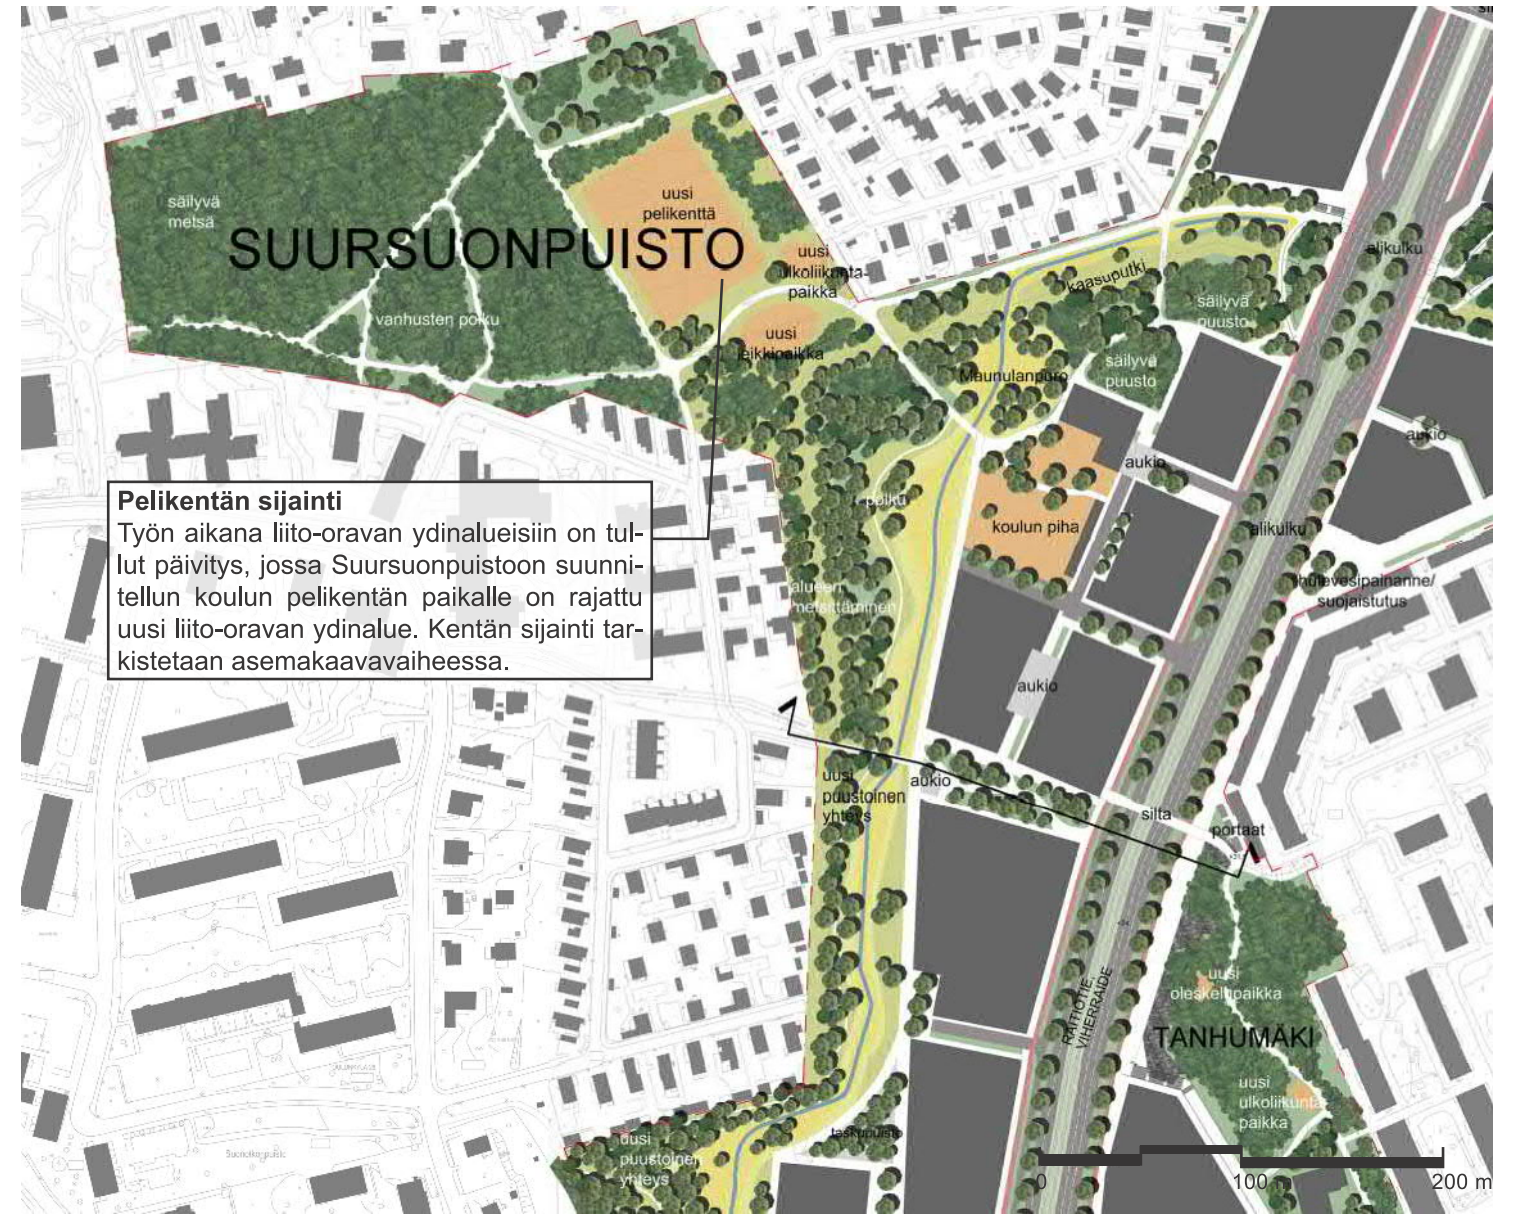 säilyvä
metsä
SUURSUONPUISTO
uusi
pelikenttä
uusi
ulkoliikunta-
paikka
vanhusten polku
uusi
leikkipaikka
kaasuputki
säilyvä
puusto
alikulku
säilyvä
puusto
Maunulanpuro
aukio
aukio
polku
koulun piha
alikulku
Pelikentän sijainti
Työn aikana liito-oravan ydinalueisiin on tul-
lut päivitys, jossa Suursuonpuistoon suunni-
tellun koulun pelikentän paikalle on rajattu
uusi liito-oravan ydinalue. Kentän sijainti tar-
kistetaan asemakaavavaiheessa.
alueen
metsittäminen
hulevesipainanne/
suojaistutus
aukio
uusi
puustoinen
yhteys
aukio
silta
portaat
uusi
oleskelupaikka
RAITIOTIE,
VIHERRAIDE
TANHUMÄKI
uusi
ulkoliikunta-
paikka
taskupuisto
uusi
puustoinen
yhteys
0 100 m 200 m